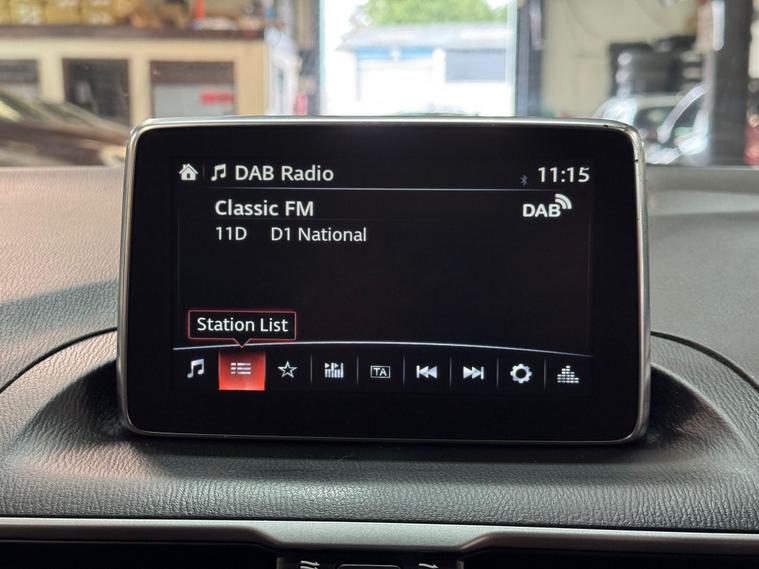 DAB Radio 11:15
Classic FM DAB
11D D1 National
Station List
TA